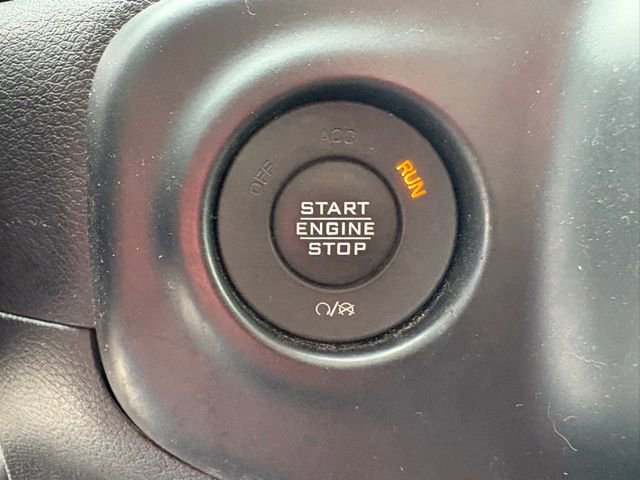 ACC
OFF
RUN
START
ENGINE
STOP